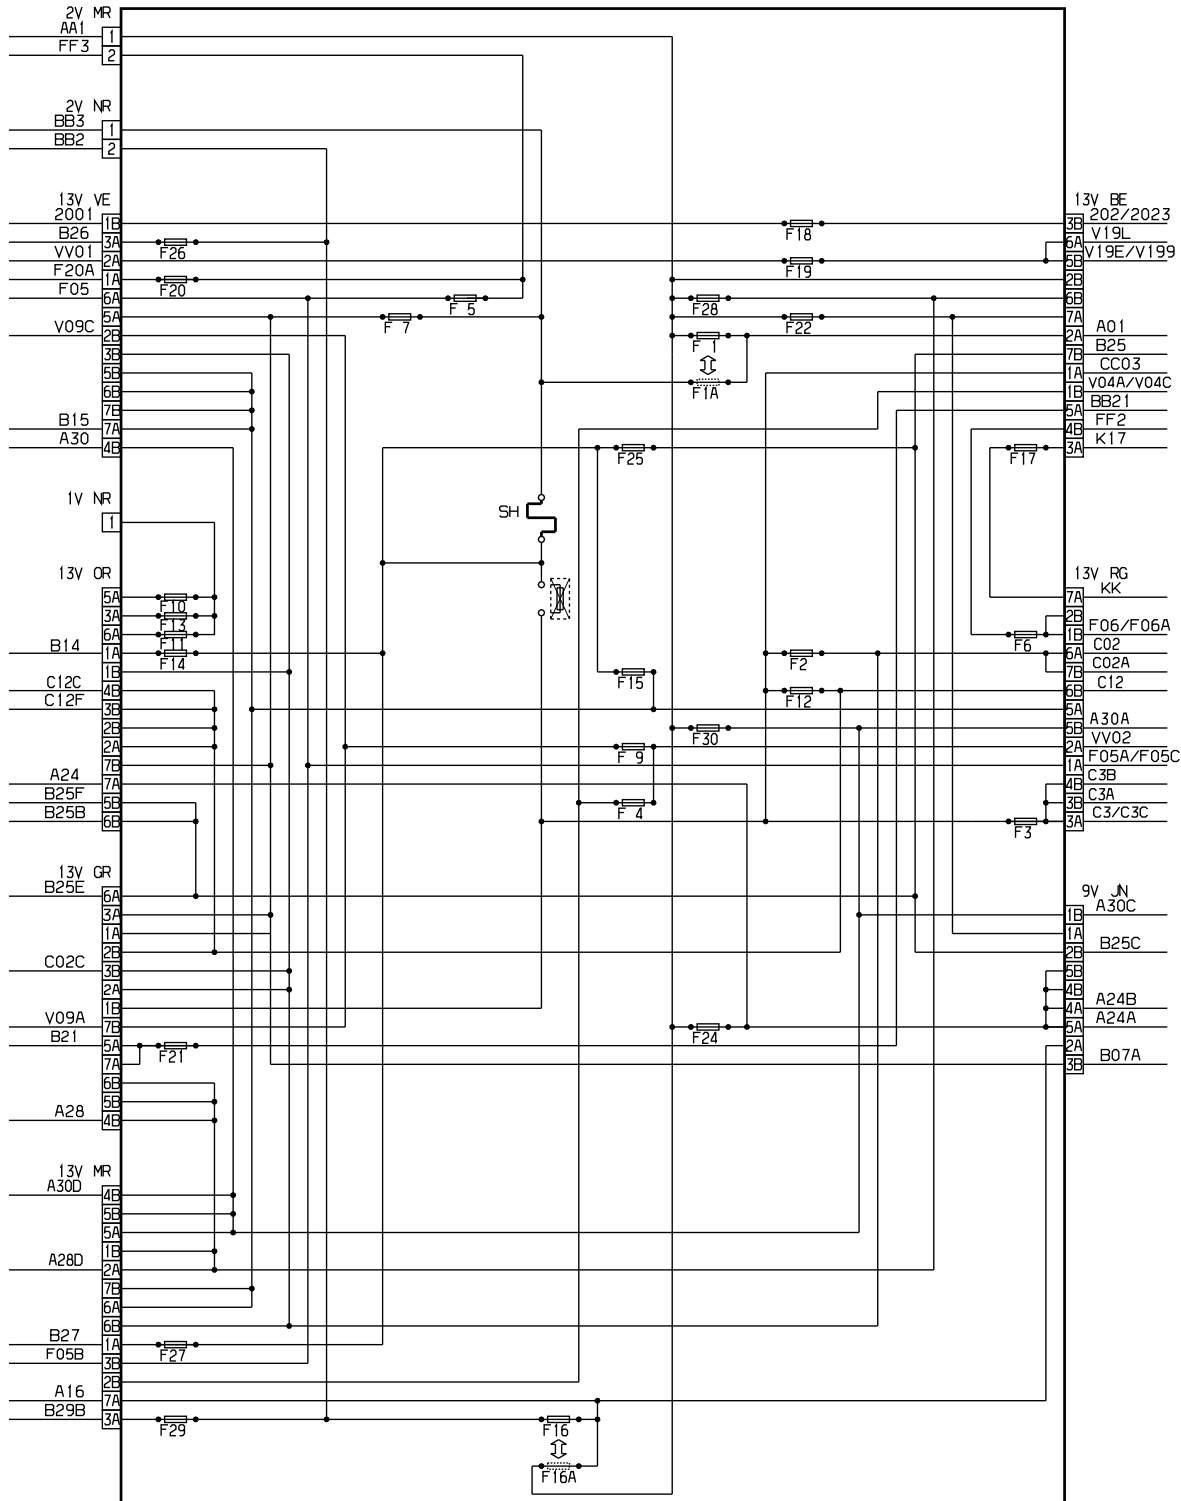 2V MR
AA1
1
FF3
2
2V NR
BB3
1
BB2
2
13V VE
2001
1B
B26
3A
VV01
2A
F20A
1A
F05
6A
5A
V09C
2B
3B
5B
6B
7B
B15
7A
A30
4B
1V NR
1
13V OR
5A
3A
6A
B14
1A
1B
C12C
4B
C12F
3B
2B
2A
7B
A24
7A
B25F
5B
B25B
6B
13V GR
B25E
6A
3A
1A
2B
C02C
3B
2A
1B
V09A
7B
B21
5A
7A
6B
5B
A28
4B
13V MR
A30D
4B
5B
5A
1B
A28D
2A
7B
6A
6B
B27
1A
F05B
3B
2B
A16
7A
B29B
3A
F26
F20
F 5
F 7
F18
F19
F28
F22
F 1
F1A
F25
F17
SH
F10
F13
F11
F14
F2
F6
F15
F12
F30
F 9
F 4
F3
F24
F21
F27
F29
F16
F16A
13V BE
3B
202/2023
6A
V19L
5B
V19E/V199
2B
6B
7A
2A
A01
7B
B25
1A
CC03
1B
V04A/V04C
5A
BB21
4B
FF2
3A
K17
13V RG
7A
KK
2B
1B
F06/F06A
6A
C02
7B
C02A
6B
C12
5A
5B
A30A
2A
VV02
1A
F05A/F05C
4B
C3B
3B
C3A
3A
C3/C3C
9V JN
1B
A30C
1A
2B
B25C
5B
4B
4A
A24B
5A
A24A
2A
3B
B07A